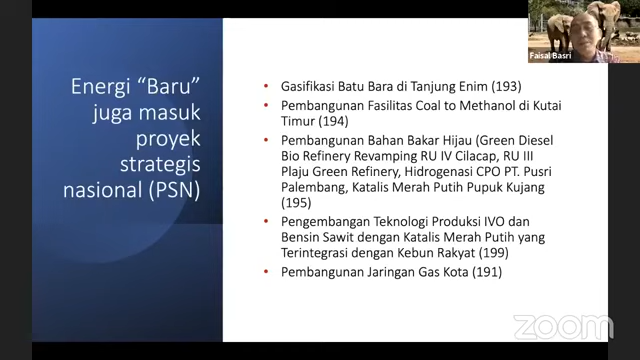 Faisal Basri
Energi “Baru”
juga masuk
proyek
strategis
nasional (PSN)
• Gasifikasi Batu Bara di Tanjung Enim (193)
• Pembangunan Fasilitas Coal to Methanol di Kutai
Timur (194)
• Pembangunan Bahan Bakar Hijau (Green Diesel
Bio Refinery Revamping RU IV Cilacap, RU III
Plaju Green Refinery, Hidrogenasi CPO PT. Pusri
Palembang, Katalis Merah Putih Pupuk Kujang
(195)
• Pengembangan Teknologi Produksi IVO dan
Bensin Sawit dengan Katalis Merah Putih yang
Terintegrasi dengan Kebun Rakyat (199)
• Pembangunan Jaringan Gas Kota (191)
zoom